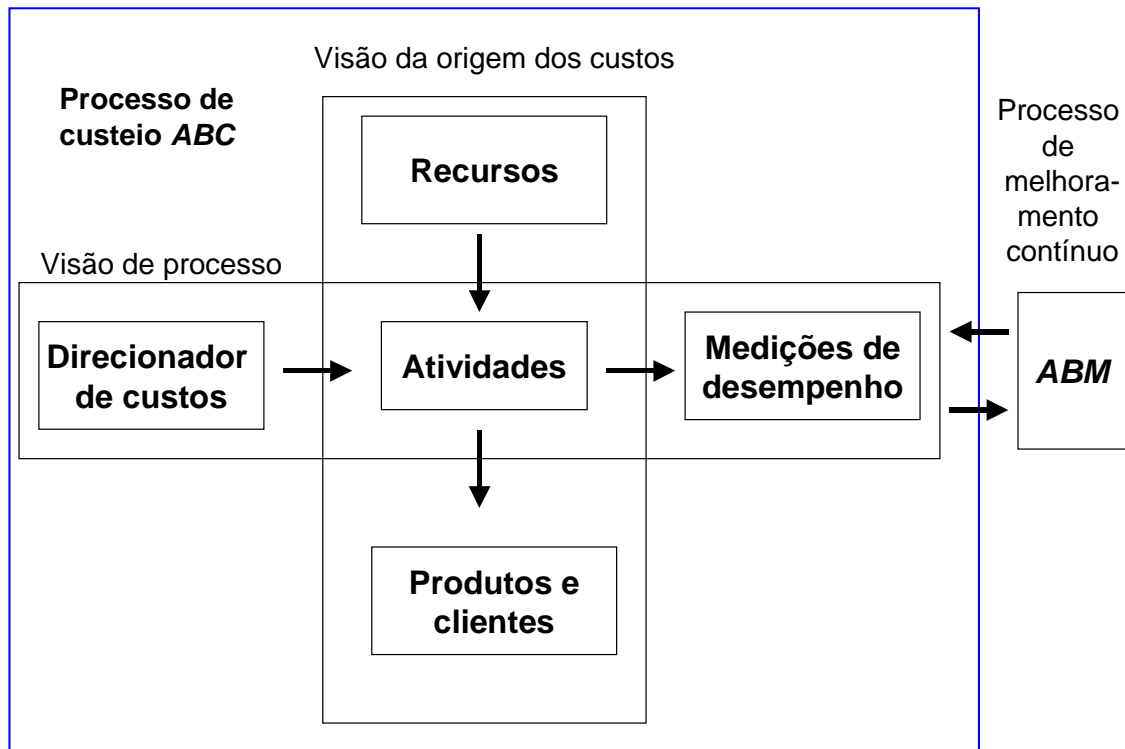 Visão da origem dos custos
Processo de
custeio ABC
Processo
de
melhora-
mento
contínuo
Recursos
Visão de processo
Direcionador
de custos
Atividades
Medições de
desempenho
ABM
Produtos e
clientes